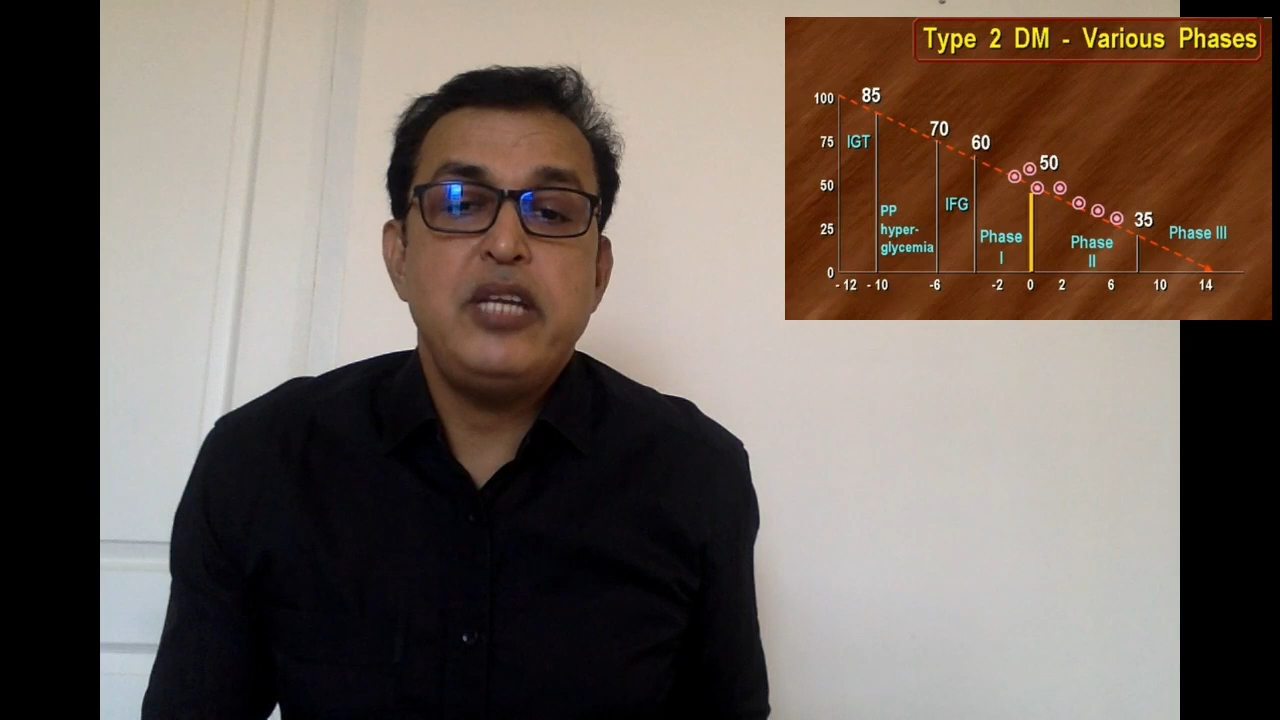 Type 2 DM - Various Phases
100
85
75
IGT
70
60
50
50
PP
hyper-
glycemia
IFG
Phase
I
Phase
II
35
Phase III
25
0
- 12
- 10
-6
-2
0
2
6
10
14